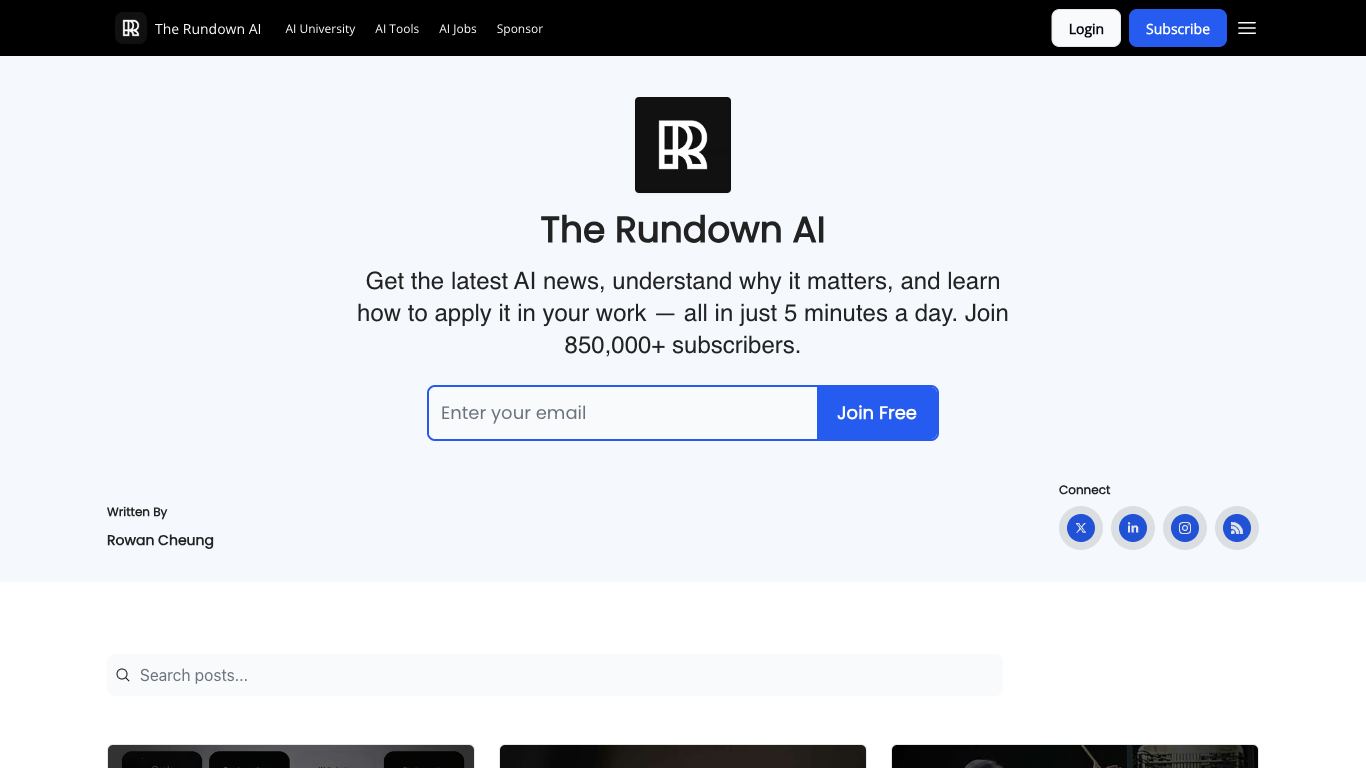 The Rundown AI
AI University
AI Tools
AI Jobs
Sponsor
Login
Subscribe
The Rundown AI
Get the latest AI news, understand why it matters, and learn
how to apply it in your work — all in just 5 minutes a day. Join
850,000+ subscribers.
Enter your email
Join Free
Written By
Rowan Cheung
Connect
Search posts...